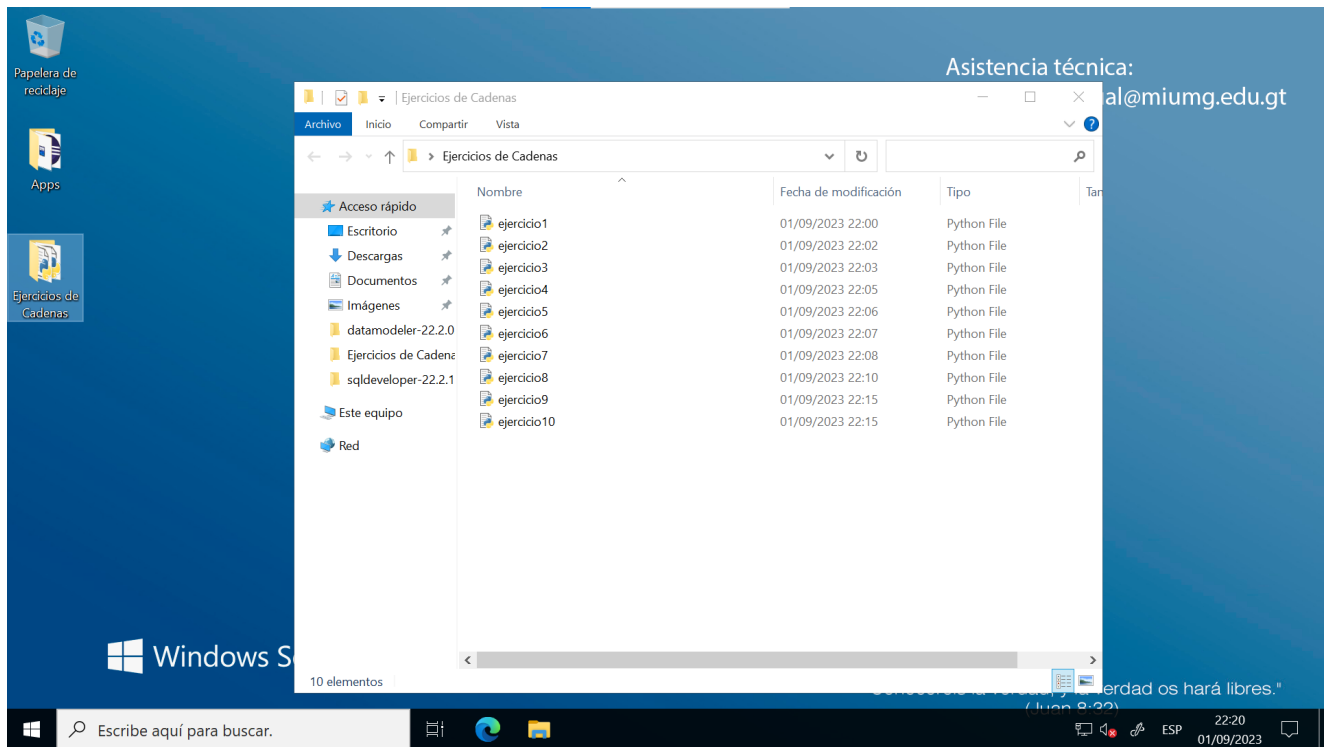 Papelera de
reciclaje
Apps
Ejercicios de
Cadenas
Asistencia técnica:
al@miumg.edu.gt
Ejercicios de Cadenas
Archivo Inicio Compartir Vista
Ejercicios de Cadenas
Nombre Fecha de modificación Tipo Tan
Acceso rápido
Escritorio
Descargas
Documentos
Imágenes
datamodeler-22.2.0
Ejercicios de Cadena
sqldeveloper-22.2.1
Este equipo
Red
ejercicio1 01/09/2023 22:00 Python File
ejercicio2 01/09/2023 22:02 Python File
ejercicio3 01/09/2023 22:03 Python File
ejercicio4 01/09/2023 22:05 Python File
ejercicio5 01/09/2023 22:06 Python File
ejercicio6 01/09/2023 22:07 Python File
ejercicio7 01/09/2023 22:08 Python File
ejercicio8 01/09/2023 22:10 Python File
ejercicio9 01/09/2023 22:15 Python File
ejercicio10 01/09/2023 22:15 Python File
10 elementos
Windows S
verdad os hará libres."
(Juan 8:32)
Escribe aquí para buscar.
ESP
22:20
01/09/2023